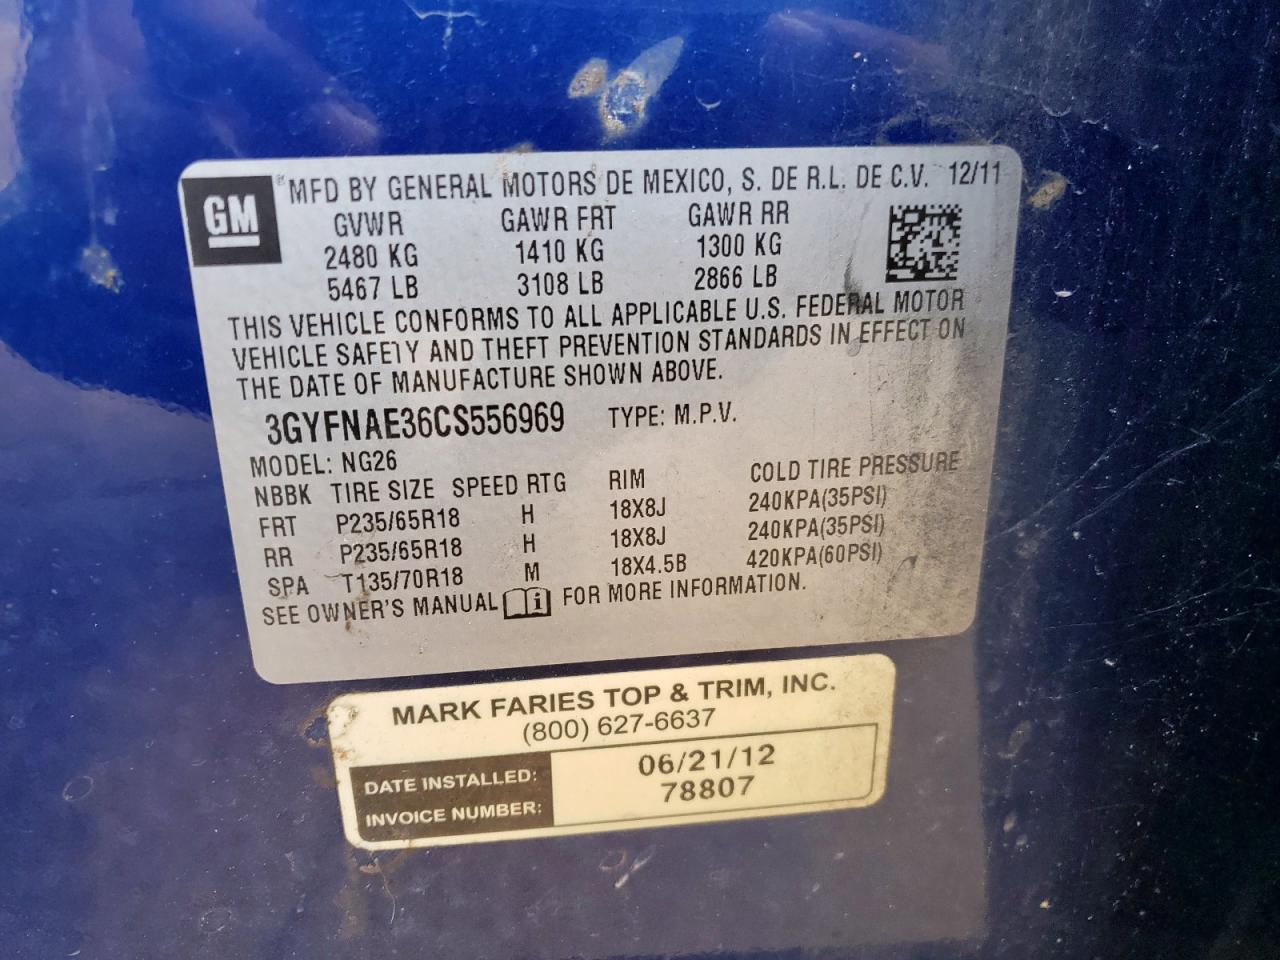 GM
® MFD BY GENERAL MOTORS DE MEXICO, S. DE R.L. DE C.V. 12/11
GVWR GAWR FRT GAWR RR
2480 KG 1410 KG 1300 KG
5467 LB 3108 LB 2866 LB
THIS VEHICLE CONFORMS TO ALL APPLICABLE U.S. FEDERAL MOTOR
VEHICLE SAFETY AND THEFT PREVENTION STANDARDS IN EFFECT ON
THE DATE OF MANUFACTURE SHOWN ABOVE.
3GYFNAE36CS556969 TYPE: M.P.V.
MODEL: NG26
NBBK TIRE SIZE SPEED RTG RIM COLD TIRE PRESSURE
FRT P235/65R18 H 18X8J 240KPA(35PSI)
RR P235/65R18 H 18X8J 240KPA(35PSI)
SPA T135/70R18 M 18X4.5B 420KPA(60PSI)
SEE OWNER'S MANUAL i FOR MORE INFORMATION.
MARK FARIES TOP & TRIM, INC.
(800) 627-6637
DATE INSTALLED: 06/21/12
INVOICE NUMBER: 78807